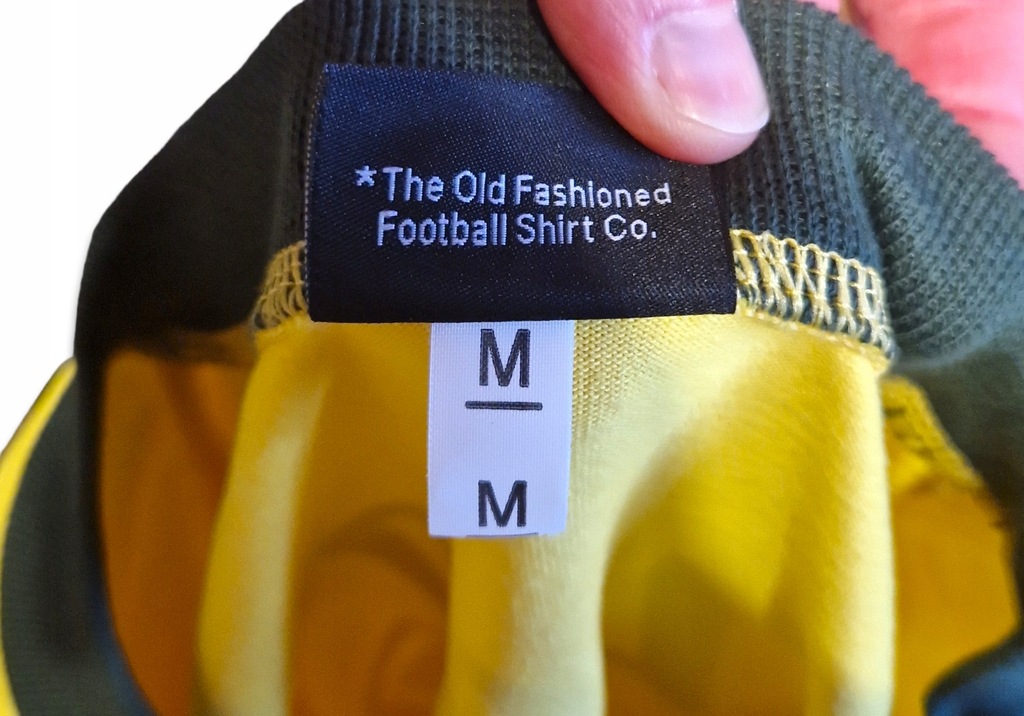 *The Old Fashioned
Football Shirt Co.
M
M